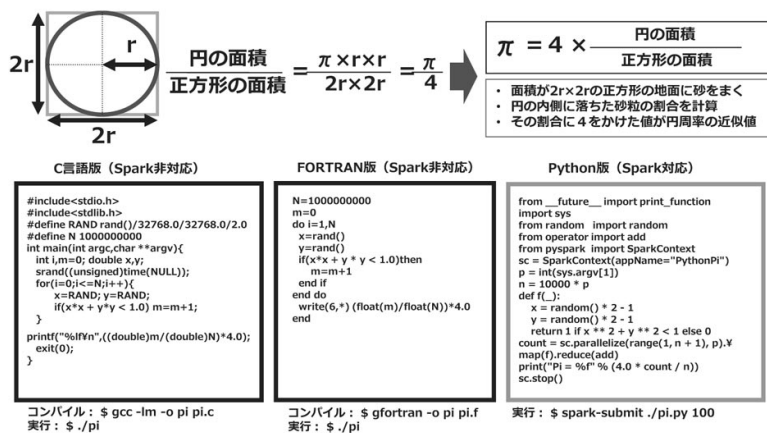 2r
r
2r
円の面積
正方形の面積
=
π×r×r
2r×2r
=
π
4
π = 4 ×
円の面積
正方形の面積
・ 面積が2r×2rの正方形の地面に砂をまく
・ 円の内側に落ちた砂粒の割合を計算
・ その割合に４をかけた値が円周率の近似値
C言語版（Spark非対応）
#include<stdio.h>
#include<stdlib.h>
#define RAND rand()/32768.0/32768.0/2.0
#define N 1000000000
int main(int argc,char **argv){
int i,m=0; double x,y;
srand((unsigned)time(NULL));
for(i=0;i<=N;i++){
x=RAND; y=RAND;
if(x*x + y*y < 1.0) m=m+1;
}
printf("%lf¥n",((double)m/(double)N)*4.0);
exit(0);
}
コンパイル： $ gcc -lm -o pi pi.c
実行： $ ./pi
FORTRAN版（Spark非対応）
N=1000000000
m=0
do i=1,N
x=rand()
y=rand()
if(x*x + y * y < 1.0)then
m=m+1
end if
end do
write(6,*) (float(m)/float(N))*4.0
end
コンパイル： $ gfortran -o pi pi.f
実行： $ ./pi
Python版（Spark対応）
from __future__ import print_function
import sys
from random import random
from operator import add
from pyspark import SparkContext
sc = SparkContext(appName="PythonPi")
p = int(sys.argv[1])
n = 10000 * p
def f(_):
x = random() * 2 - 1
y = random() * 2 - 1
return 1 if x ** 2 + y ** 2 < 1 else 0
count = sc.parallelize(range(1, n + 1), p).¥
map(f).reduce(add)
print("Pi = %f" % (4.0 * count / n))
sc.stop()
実行： $ spark-submit ./pi.py 100